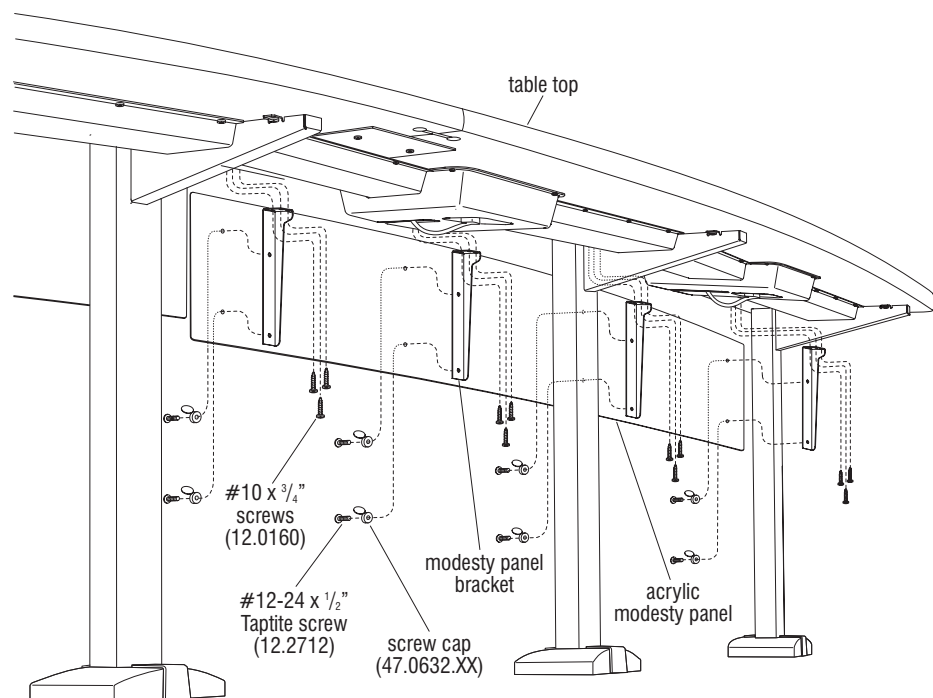 table top
#10 x 3/4”
screws
(12.0160)
modesty panel
bracket
acrylic
modesty panel
#12-24 x 1/2”
Taptite screw
(12.2712)
screw cap
(47.0632.XX)